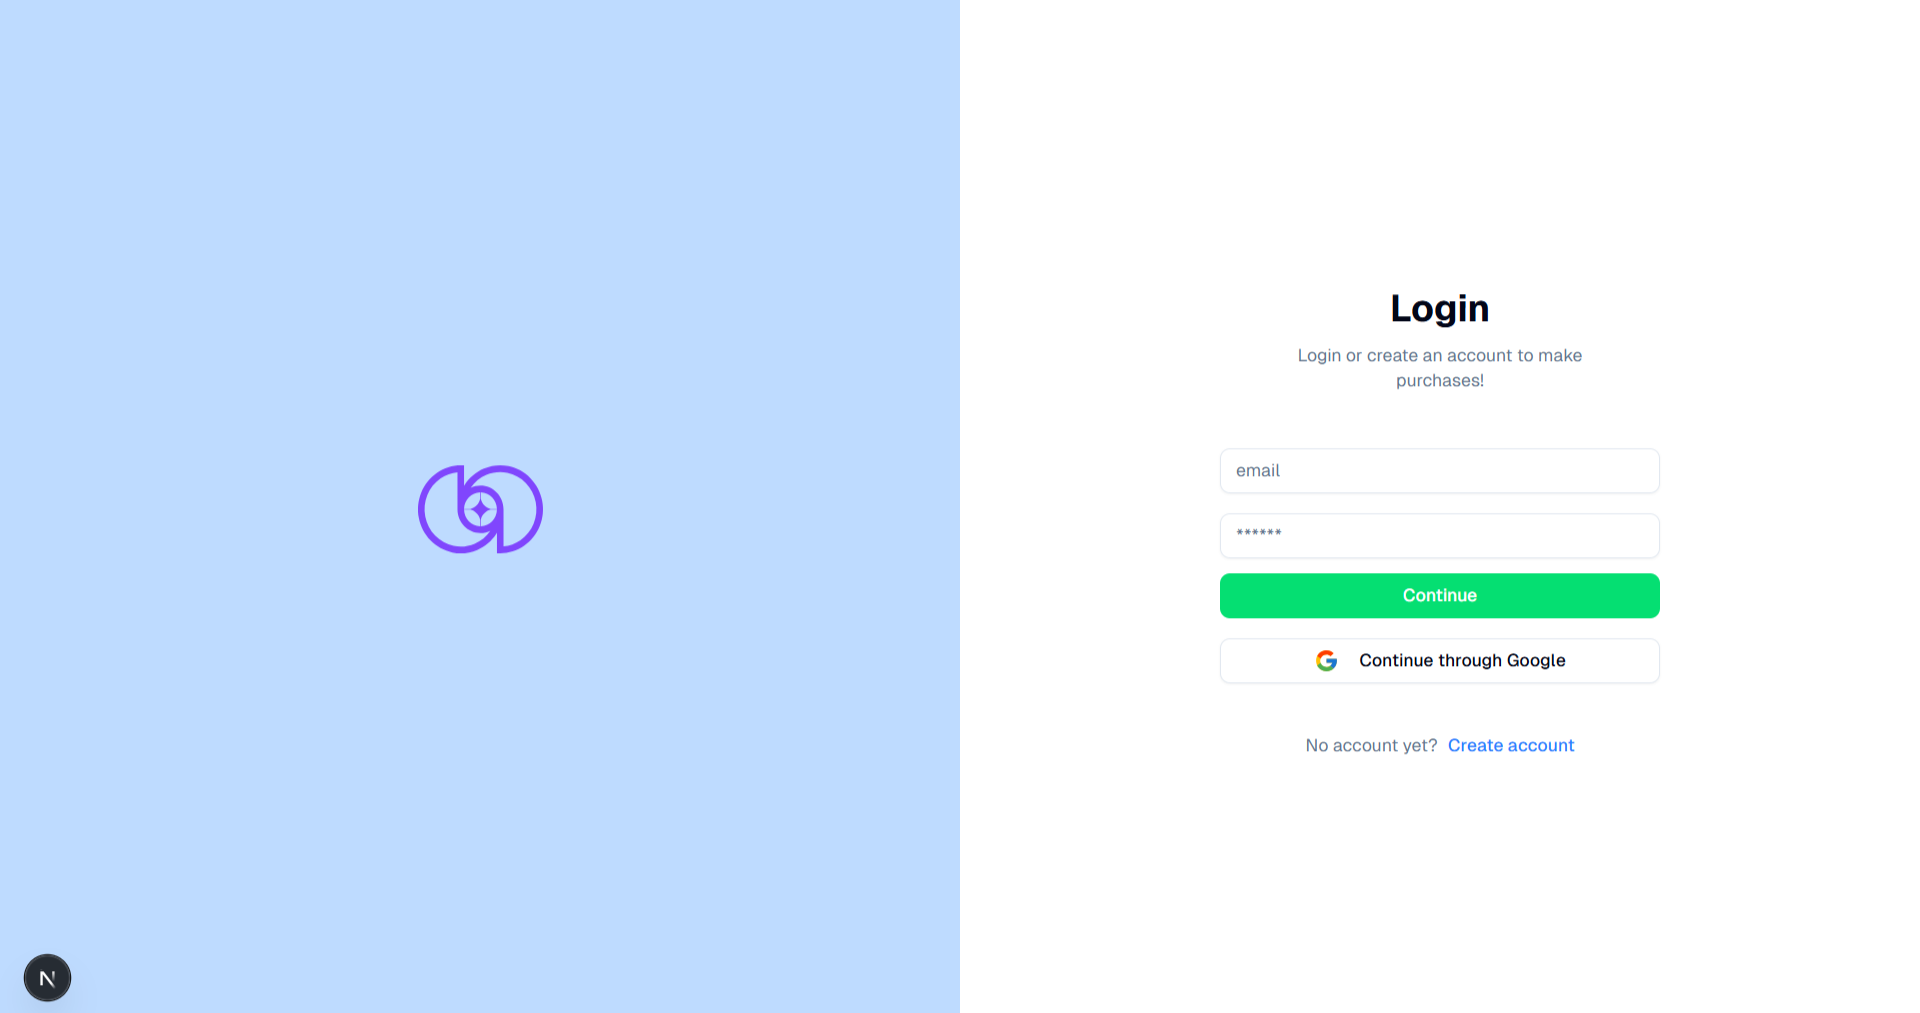 Login
Login or create an account to make
purchases!
email
******
Continue
Continue through Google
No account yet? Create account
N